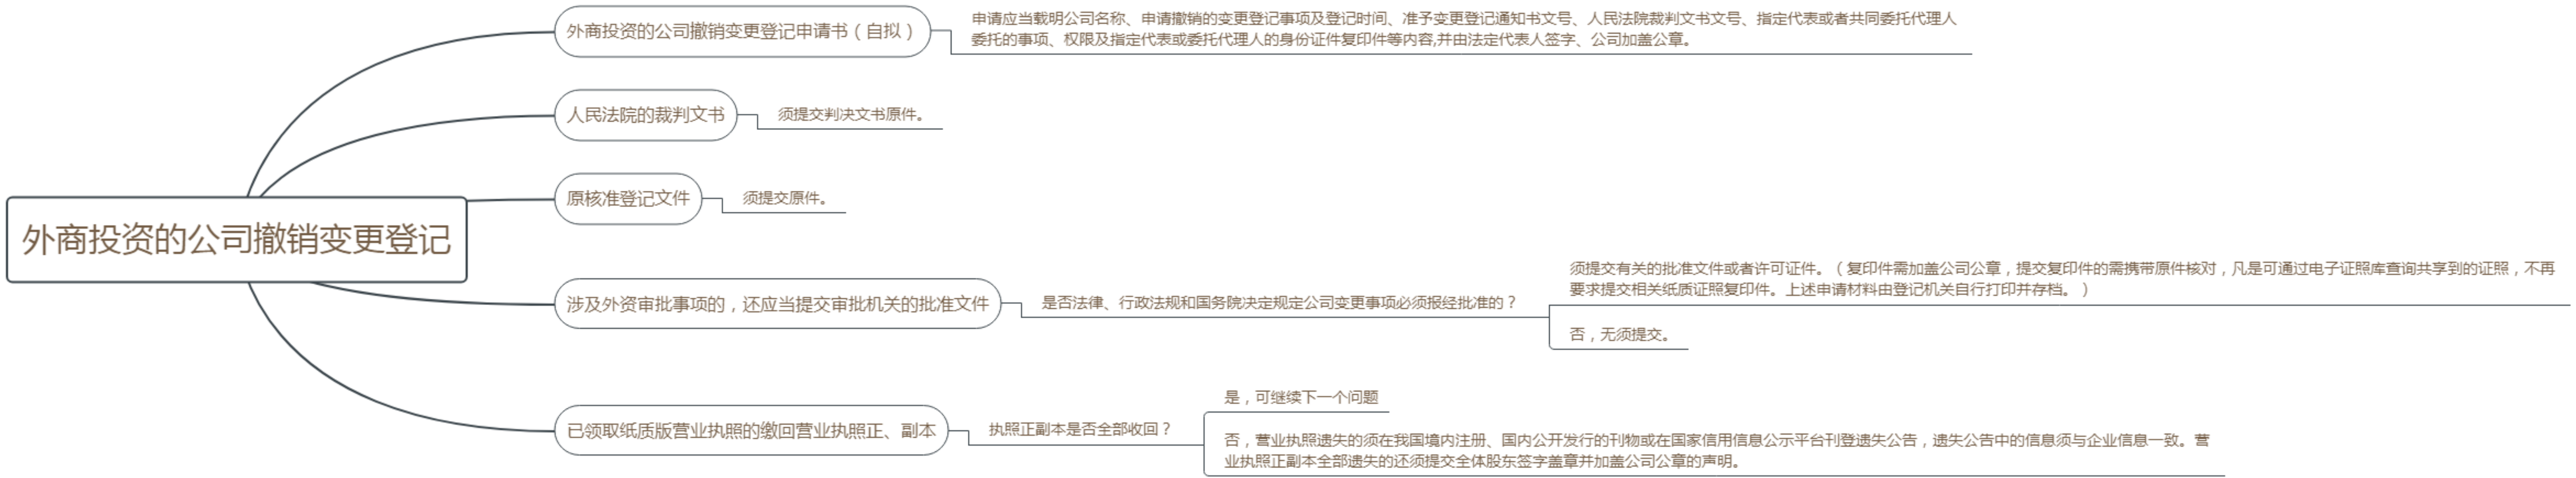 外商投资的公司撤销变更登记
外商投资的公司撤销变更登记申请书（自拟）
申请应当载明公司名称、申请撤销的变更登记事项及登记时间、准予变更登记通知书文号、人民法院裁判文书文号、指定代表或者共同委托代理人
委托的事项、权限及指定代表或委托代理人的身份证件复印件等内容,并由法定代表人签字、公司加盖公章。
人民法院的裁判文书
须提交判决文书原件。
原核准登记文件
须提交原件。
涉及外资审批事项的，还应当提交审批机关的批准文件
是否法律、行政法规和国务院决定规定公司变更事项必须报经批准的？
须提交有关的批准文件或者许可证件。（复印件需加盖公司公章，提交复印件的需携带原件核对，凡是可通过电子证照库查询共享到的证照，不再
要求提交相关纸质证照复印件。上述申请材料由登记机关自行打印并存档。）
否，无须提交。
已领取纸质版营业执照的缴回营业执照正、副本
执照正副本是否全部收回？
是，可继续下一个问题
否，营业执照遗失的须在我国境内注册、国内公开发行的刊物或在国家信用信息公示平台刊登遗失公告，遗失公告中的信息须与企业信息一致。营
业执照正副本全部遗失的还须提交全体股东签字盖章并加盖公司公章的声明。